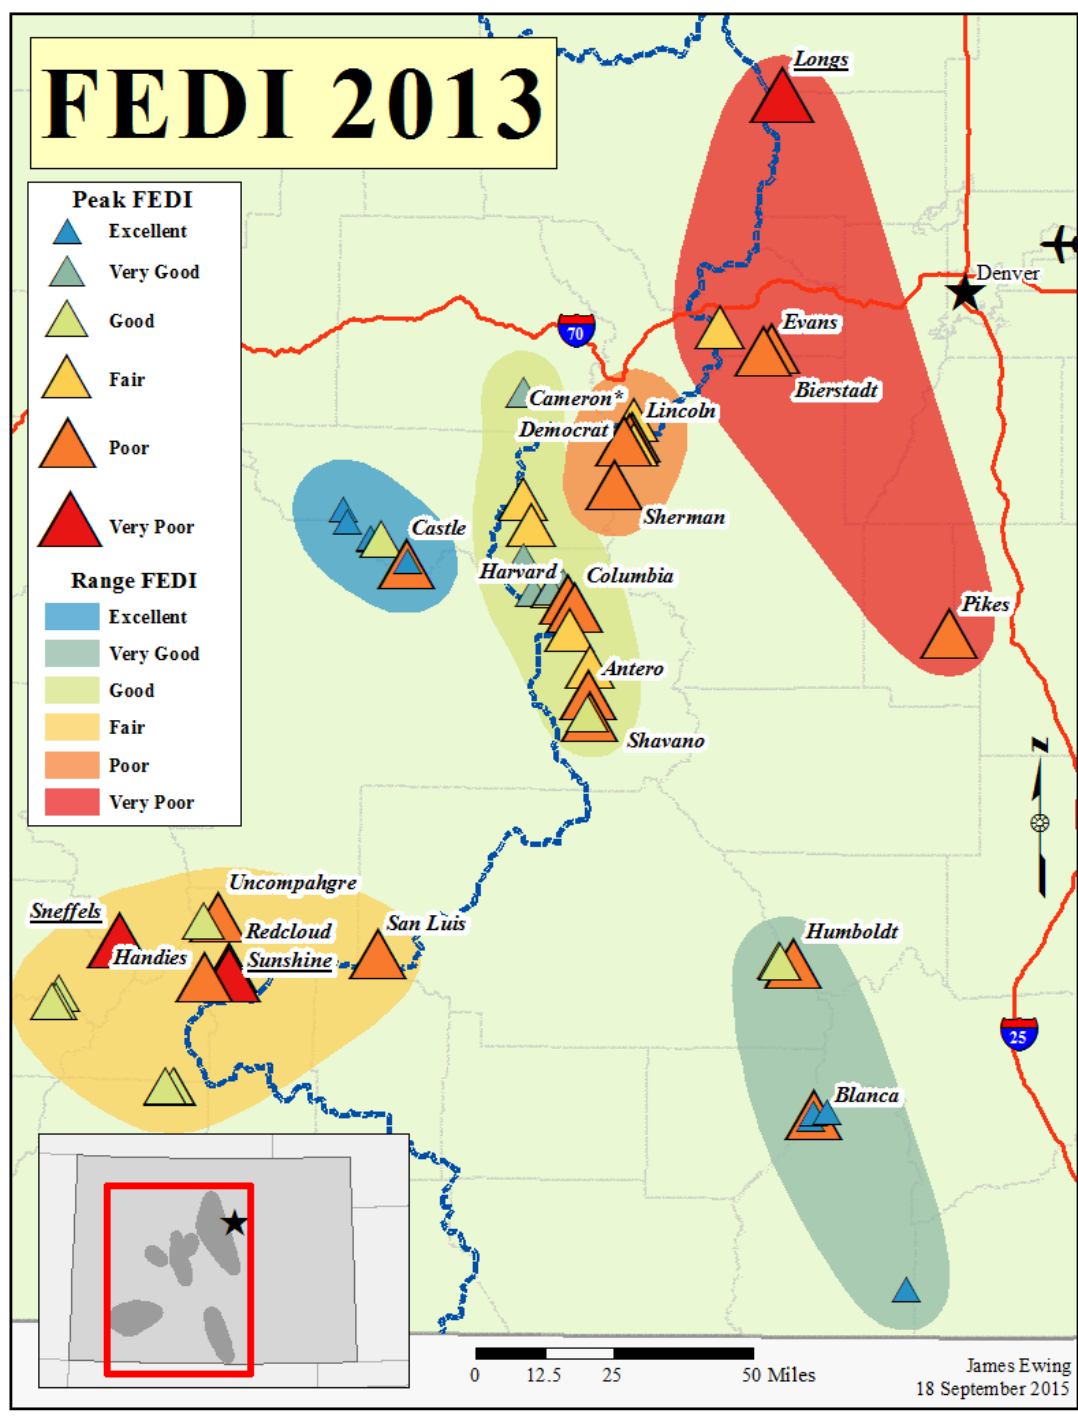 FEDI 2013
Peak FEDI
Excellent
Very Good
Good
Fair
Poor
Very Poor
Range FEDI
Excellent
Very Good
Good
Fair
Poor
Very Poor
Longs
Denver
70
Evans
Bierstadt
Cameron*
Lincoln
Democrat
Sherman
Castle
Harvard
Columbia
Pikes
Antero
Shavano
N
Uncompahgre
Sneffels
Redcloud
San Luis
Handies
Sunshine
Humboldt
25
Blanca
0 12.5 25 50 Miles
James Ewing
18 September 2015